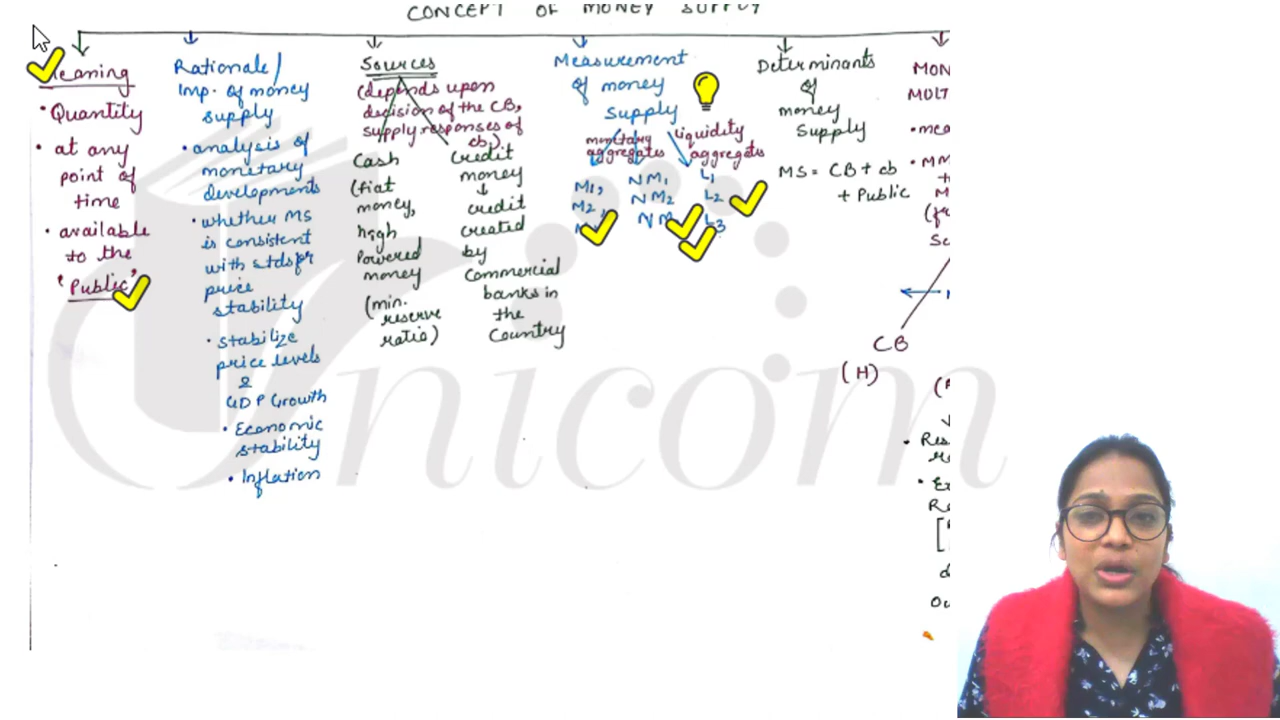 CONCEPT OF MONEY SUPPLY
Meaning
• Quantity
• at any
point of
time
• available
to the
'Public'
Rationale/
Imp. of money
supply
• analysis of
monetary
developments
• whether MS
is consistent
with stds for
price
stability
• stabilize
price levels
&
GDP Growth
• Economic
stability
• Inflation
Sources
(depends upon
decision of the CB,
supply responses of
cb)
Cash
(fiat
money,
high
Powered
money
(min.
reserve
ratio)
Credit
money
↓
credit
created
by
Commercial
banks in
the
Country
Measurement
of money
Supply
monetary
aggregates
M1,
M2,
NM1
NM2
NM
liquidity
aggregates
L1
L2
L3
Determinants
of
money
Supply
MS = CB + cb
+ Public
MON
MULT
CB
(H)
Unicom